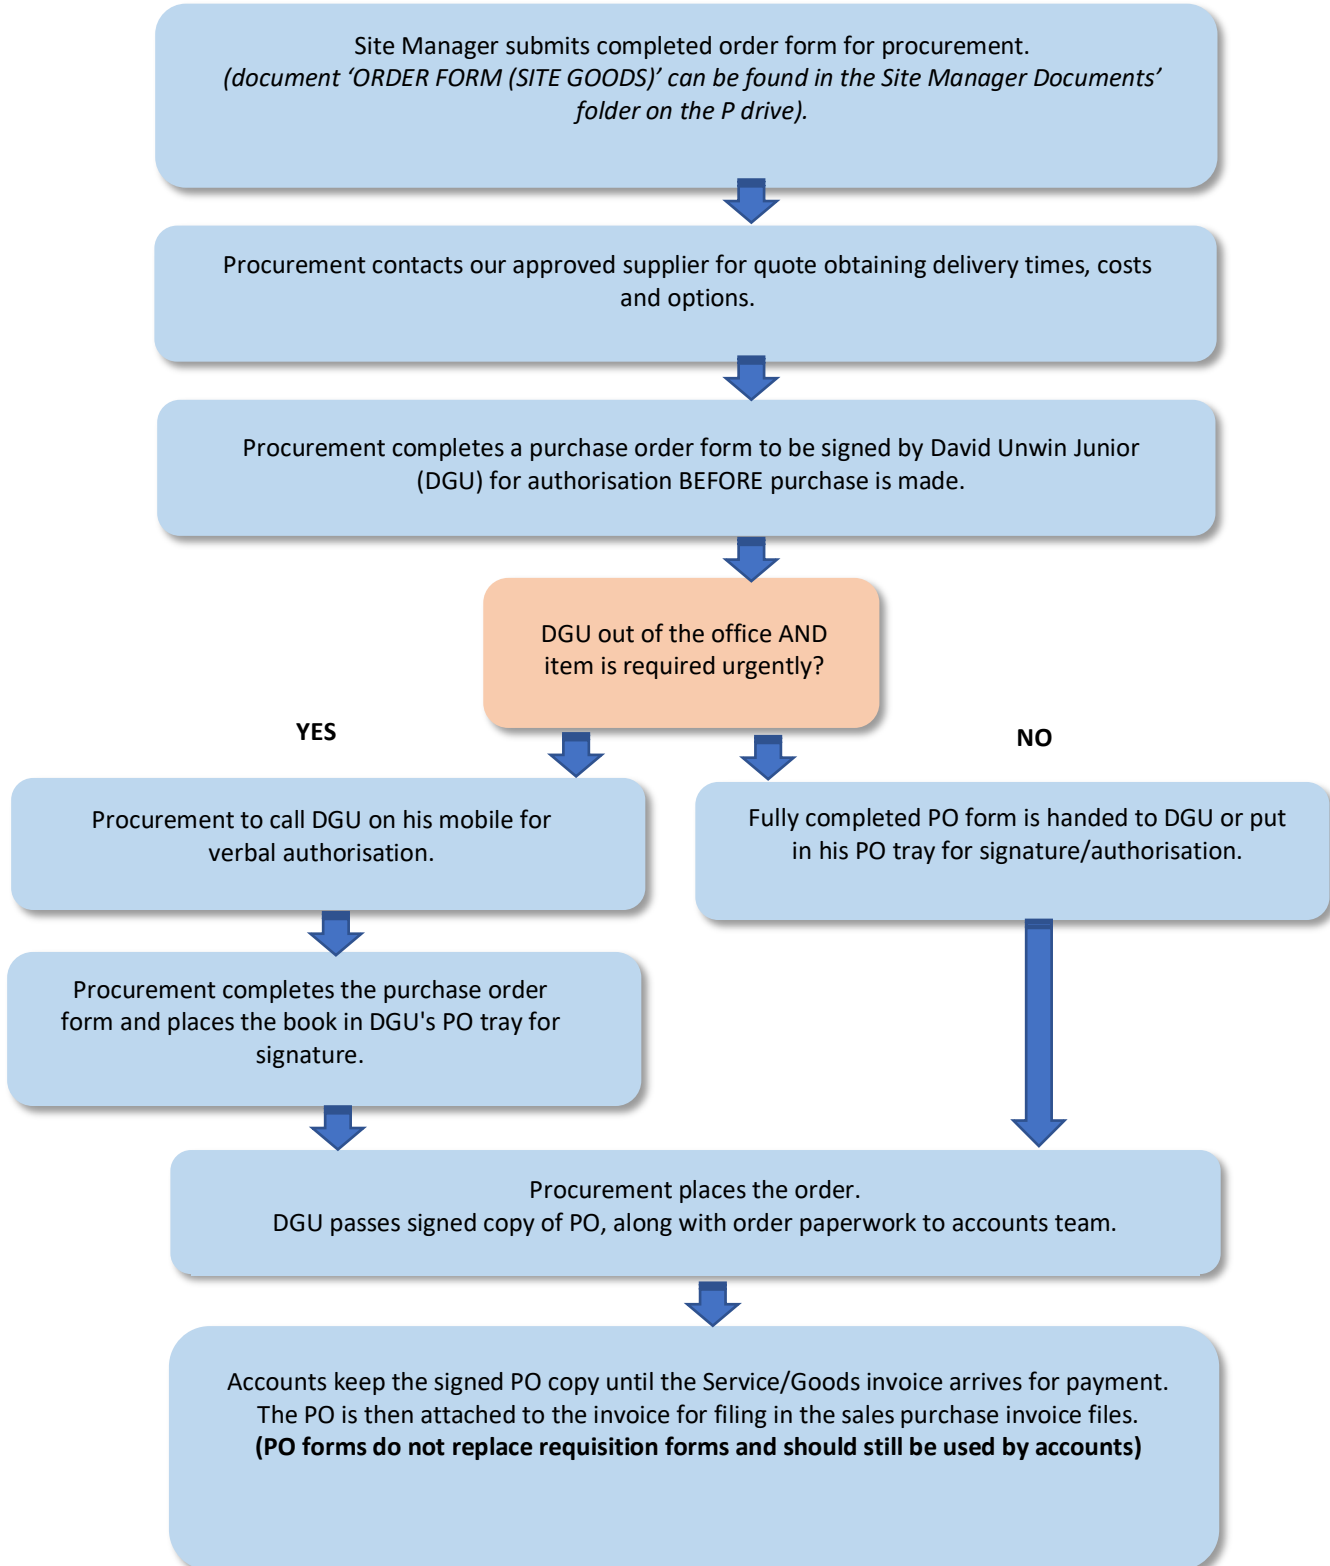 Site Manager submits completed order form for procurement.
(document ‘ORDER FORM (SITE GOODS)’ can be found in the Site Manager Documents’
folder on the P drive).
Procurement contacts our approved supplier for quote obtaining delivery times, costs
and options.
Procurement completes a purchase order form to be signed by David Unwin Junior
(DGU) for authorisation BEFORE purchase is made.
DGU out of the office AND
item is required urgently?
YES
NO
Procurement to call DGU on his mobile for
verbal authorisation.
Fully completed PO form is handed to DGU or put
in his PO tray for signature/authorisation.
Procurement completes the purchase order
form and places the book in DGU's PO tray for
signature.
Procurement places the order.
DGU passes signed copy of PO, along with order paperwork to accounts team.
Accounts keep the signed PO copy until the Service/Goods invoice arrives for payment.
The PO is then attached to the invoice for filing in the sales purchase invoice files.
(PO forms do not replace requisition forms and should still be used by accounts)